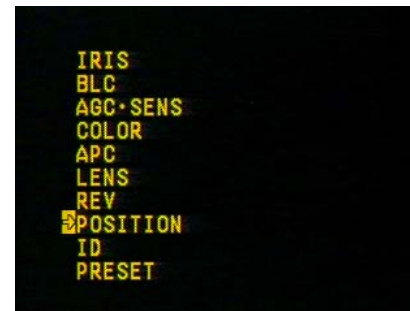 IRIS
BLC
AGC·SENS
COLOR
APC
LENS
REV
→POSITION
ID
PRESET